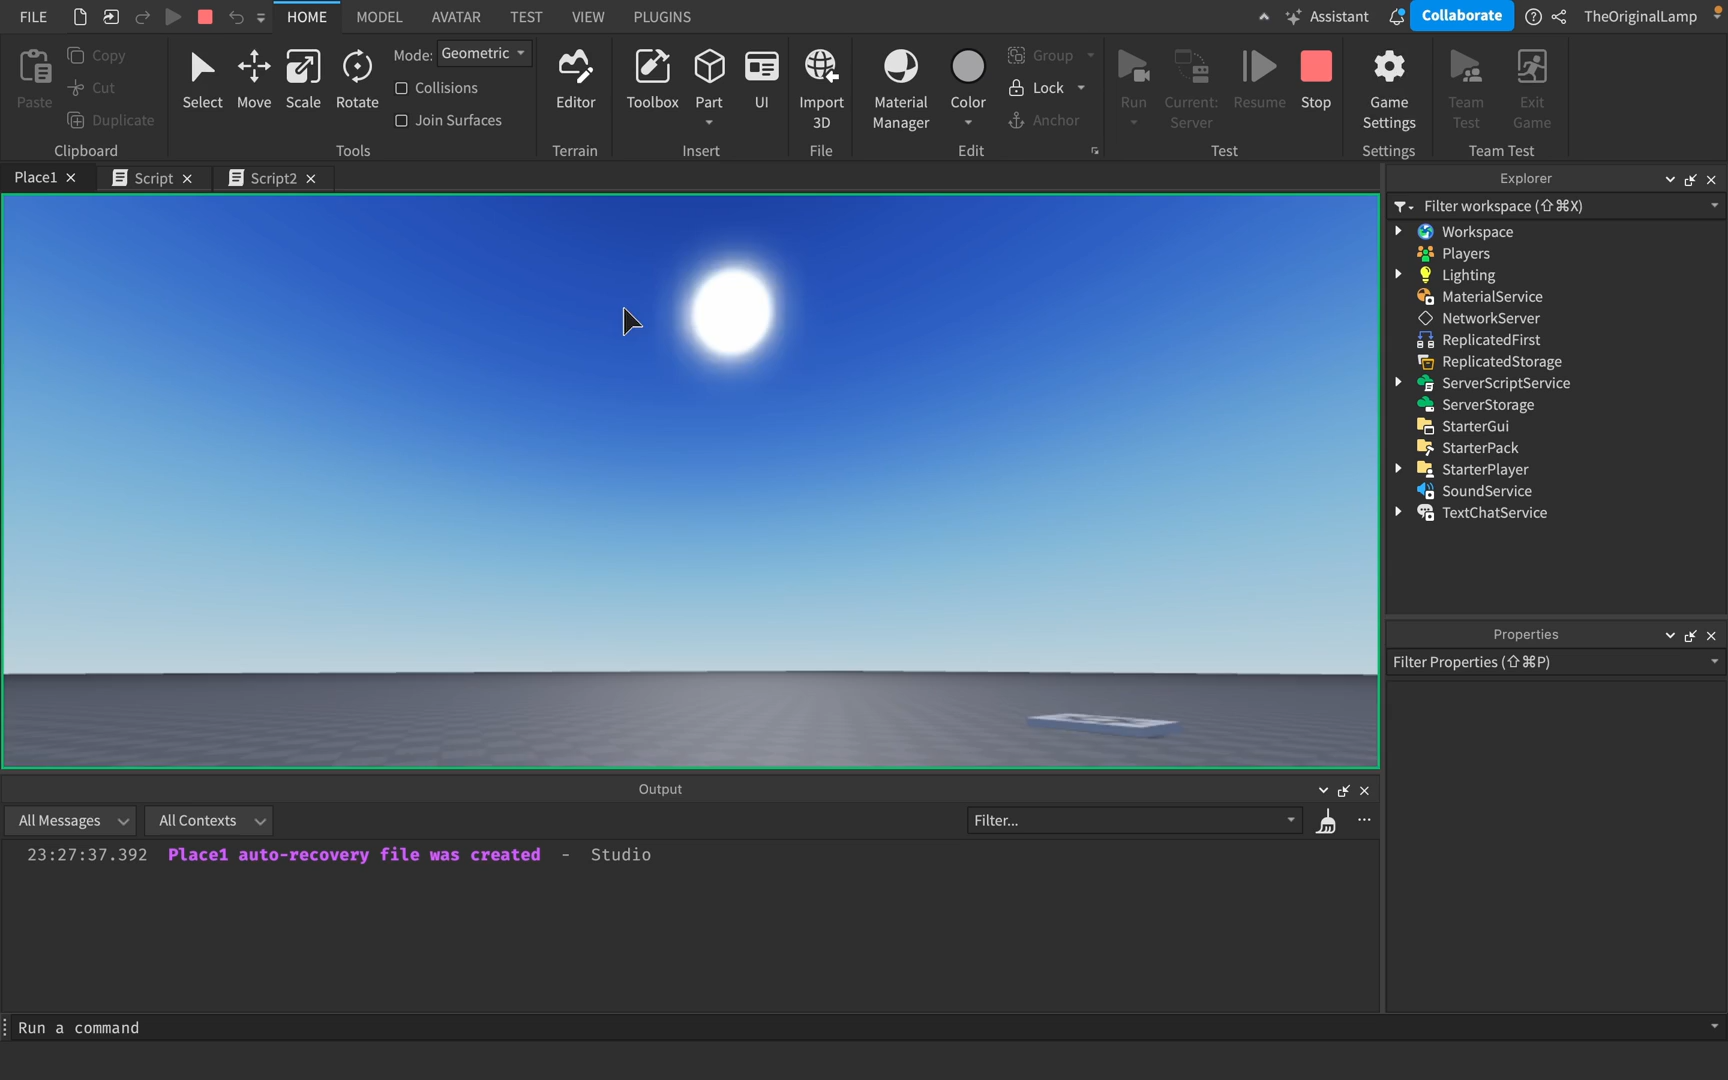 FILE
HOME
MODEL
AVATAR
TEST
VIEW
PLUGINS
Assistant
Collaborate
TheOriginalLamp
Paste
Copy
Cut
Duplicate
Clipboard
Select
Move
Scale
Rotate
Mode: Geometric
Collisions
Join Surfaces
Tools
Editor
Terrain
Toolbox
Part
UI
Insert
Import
3D
File
Material
Manager
Color
Group
Lock
Anchor
Edit
Run
Current:
Server
Resume
Stop
Test
Game
Settings
Settings
Team
Test
Exit
Game
Team Test
Place1
Script
Script2
Explorer
Filter workspace (⇧⌘X)
Workspace
Players
Lighting
MaterialService
NetworkServer
ReplicatedFirst
ReplicatedStorage
ServerScriptService
ServerStorage
StarterGui
StarterPack
StarterPlayer
SoundService
TextChatService
Properties
Filter Properties (⇧⌘P)
Output
All Messages
All Contexts
Filter...
23:27:37.392 Place1 auto-recovery file was created - Studio
Run a command